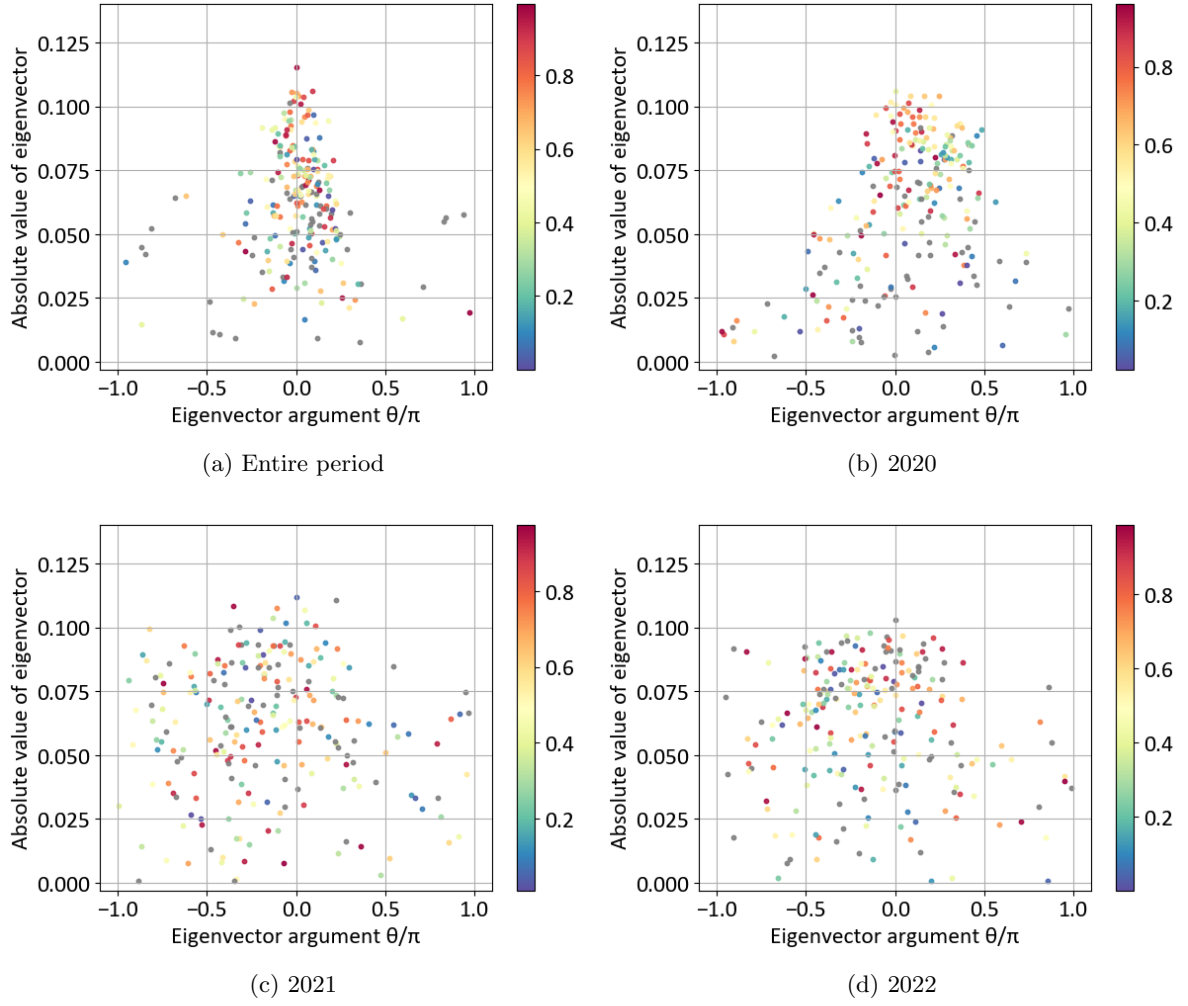 0.125
0.100
0.075
0.050
0.025
0.000
Absolute value of eigenvector
−1.0 −0.5 0.0 0.5 1.0
Eigenvector argument θ/π
0.8
0.6
0.4
0.2
(a) Entire period
0.125
0.100
0.075
0.050
0.025
0.000
Absolute value of eigenvector
−1.0 −0.5 0.0 0.5 1.0
Eigenvector argument θ/π
0.8
0.6
0.4
0.2
(b) 2020
0.125
0.100
0.075
0.050
0.025
0.000
Absolute value of eigenvector
−1.0 −0.5 0.0 0.5 1.0
Eigenvector argument θ/π
0.8
0.6
0.4
0.2
(c) 2021
0.125
0.100
0.075
0.050
0.025
0.000
Absolute value of eigenvector
−1.0 −0.5 0.0 0.5 1.0
Eigenvector argument θ/π
0.8
0.6
0.4
0.2
(d) 2022